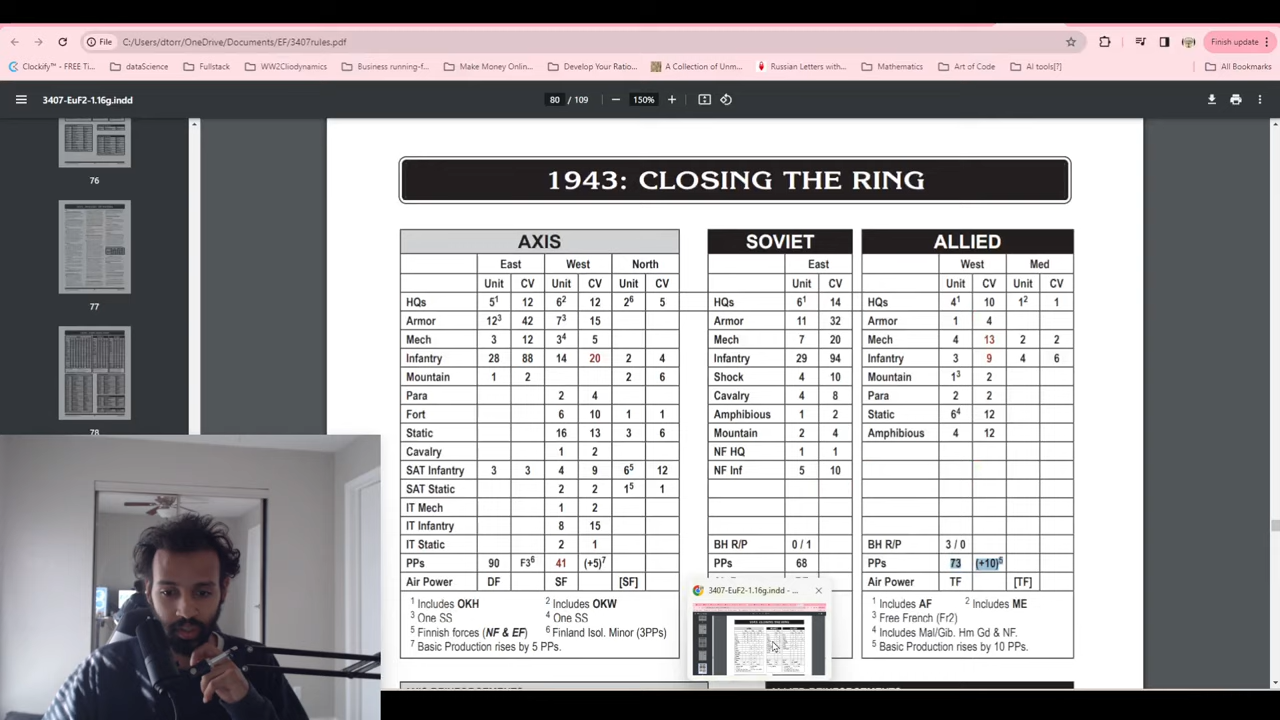 File C:/Users/dtorr/OneDrive/Documents/EF/3407rules.pdf Finish update
Clockify™ - FREE Ti... dataScience Fullstack WW2Cliodynamics Business running-f... Make Money Onlin... Develop Your Ratio... A Collection of Unm... Russian Letters with... Mathematics Art of Code AI tools[?] All Bookmarks
3407-EuF2-1.16g.indd 80 / 109 150%
76
77
78
1943: CLOSING THE RING
AXIS SOVIET ALLIED
East West North East West Med
Unit CV Unit CV Unit CV Unit CV Unit CV Unit CV
HQs 5¹ 12 6² 12 2⁶ 5 HQs 6¹ 14 HQs 4¹ 10 1² 1
Armor 12³ 42 7³ 15 Armor 11 32 Armor 1 4
Mech 3 12 3⁴ 5 Mech 7 20 Mech 4 13 2 2
Infantry 28 88 14 20 2 4 Infantry 29 94 Infantry 3 9 4 6
Mountain 1 2 2 6 Shock 4 10 Mountain 1³ 2
Para 2 4 Cavalry 4 8 Para 2 2
Fort 6 10 1 1 Amphibious 1 2 Static 6⁴ 12
Static 16 13 3 6 Mountain 2 4 Amphibious 4 12
Cavalry 1 2 NF HQ 1 1
SAT Infantry 3 3 4 9 6⁵ 12 NF Inf 5 10
SAT Static 2 2 1⁵ 1
IT Mech 1 2
IT Infantry 8 15
IT Static 2 1 BH R/P 0 / 1 BH R/P 3 / 0
PPs 90 F3⁶ 41 (+5)⁷ PPs 68 PPs 73 (+10)⁵
Air Power DF SF [SF] Air Power TF [TF]
¹ Includes OKH ² Includes OKW ¹ Includes AF ² Includes ME
³ One SS ⁴ One SS ³ Free French (Fr2)
⁵ Finnish forces (NF & EF) ⁶ Finland Isol. Minor (3PPs) ⁴ Includes Mal/Gib. Hm Gd & NF.
⁷ Basic Production rises by 5 PPs. ⁵ Basic Production rises by 10 PPs.
3407-EuF2-1.16g.indd - ...